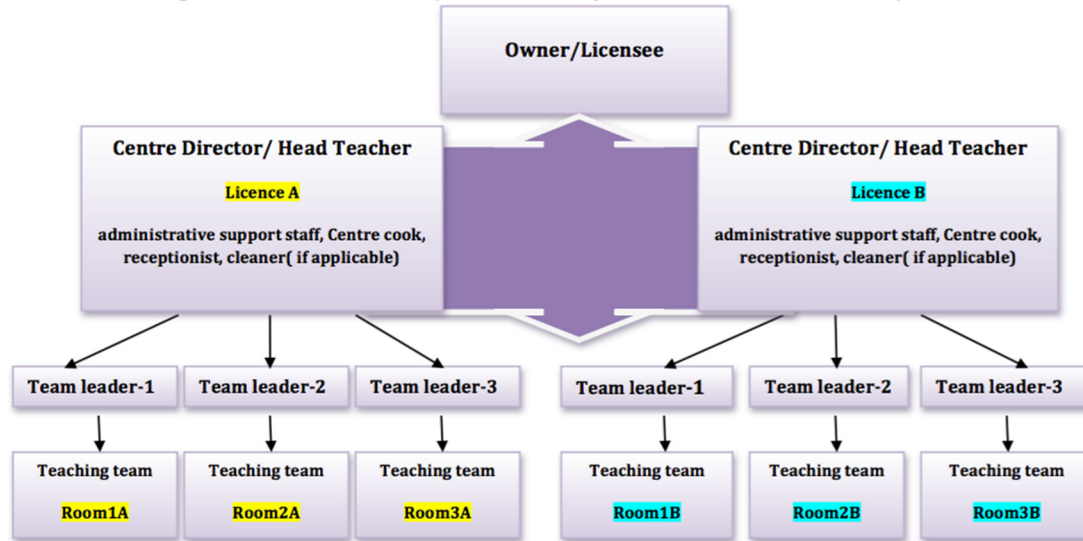 Owner/Licensee
Centre Director/ Head Teacher
Licence A
administrative support staff, Centre cook,
receptionist, cleaner( if applicable)
Centre Director/ Head Teacher
Licence B
administrative support staff, Centre cook,
receptionist, cleaner( if applicable)
Team leader-1
Team leader-2
Team leader-3
Team leader-1
Team leader-2
Team leader-3
Teaching team
Room1A
Teaching team
Room2A
Teaching team
Room3A
Teaching team
Room1B
Teaching team
Room2B
Teaching team
Room3B